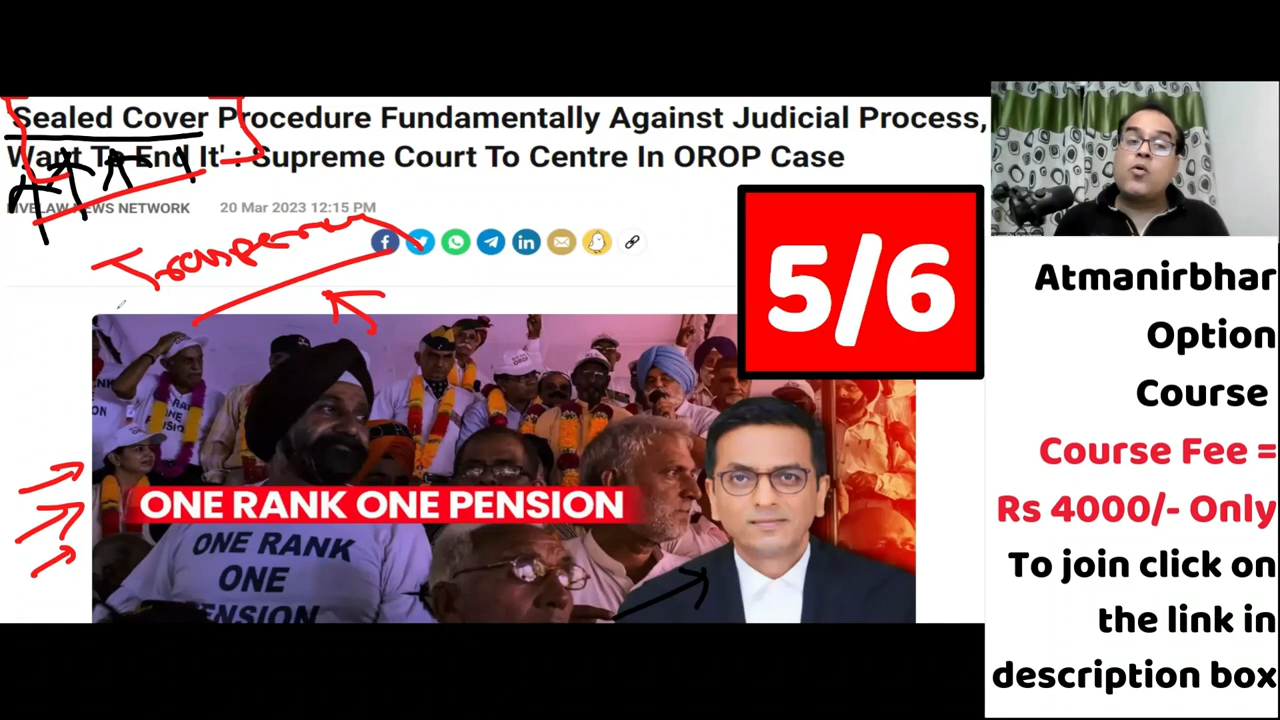 'Sealed Cover Procedure Fundamentally Against Judicial Process,
Want To End It' : Supreme Court To Centre In OROP Case
LIVELAW NEWS NETWORK 20 Mar 2023 12:15 PM
5/6
ONE RANK ONE PENSION
ONE RANK
ONE
PENSION
Atmanirbhar
Option
Course
Course Fee =
Rs 4000/- Only
To join click on
the link in
description box